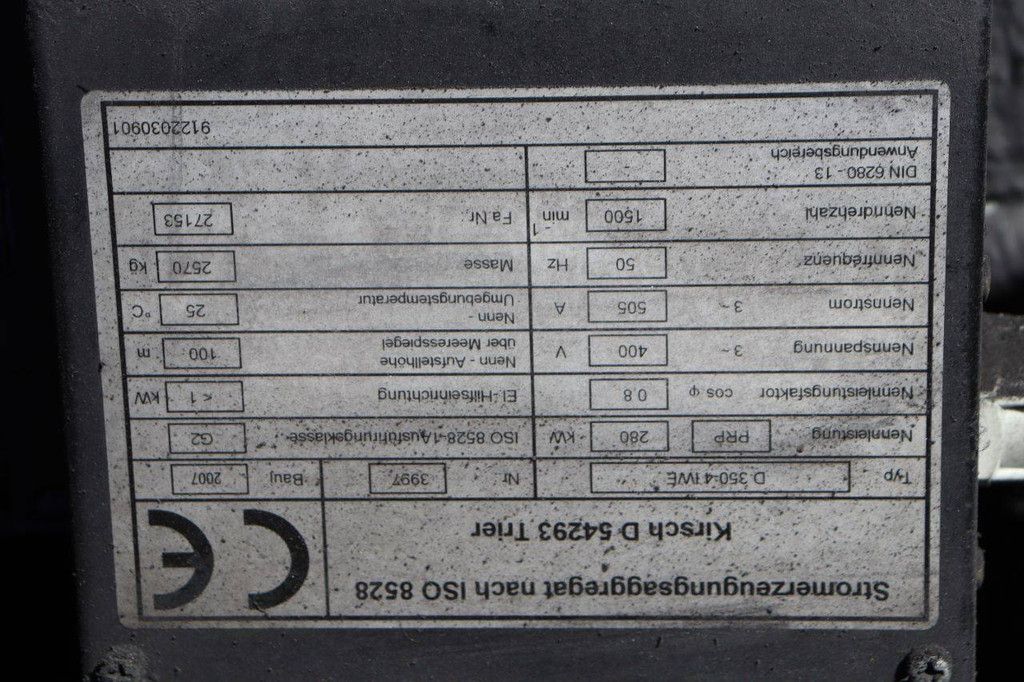 Stromerzeugungsaggregat nach ISO 8528
Kirsch D 54293 Trier
CE
Typ D 350-41WE Nr 3997 Bauj 2007
Nennleistung PRP 280 kW ISO 8528-1Ausführungeklasse G2
Nennleistungsfaktor cos φ 0.8 El-Hilfseinrichtung < 1 kW
Nennspannung 3~ 400 V Nenn - Aufstellhöhe über Meeresspiegel 100 m
Nennstrom 3~ 505 A Nenn - Umgebungstemperatur 25 °C
Nennfrequenz 50 Hz Masse 2570 kg
Nenndrehzahl 1500 min-1 Fa Nr. 27153
DIN 6280 - 13
Anwendungsbereich
9122030901